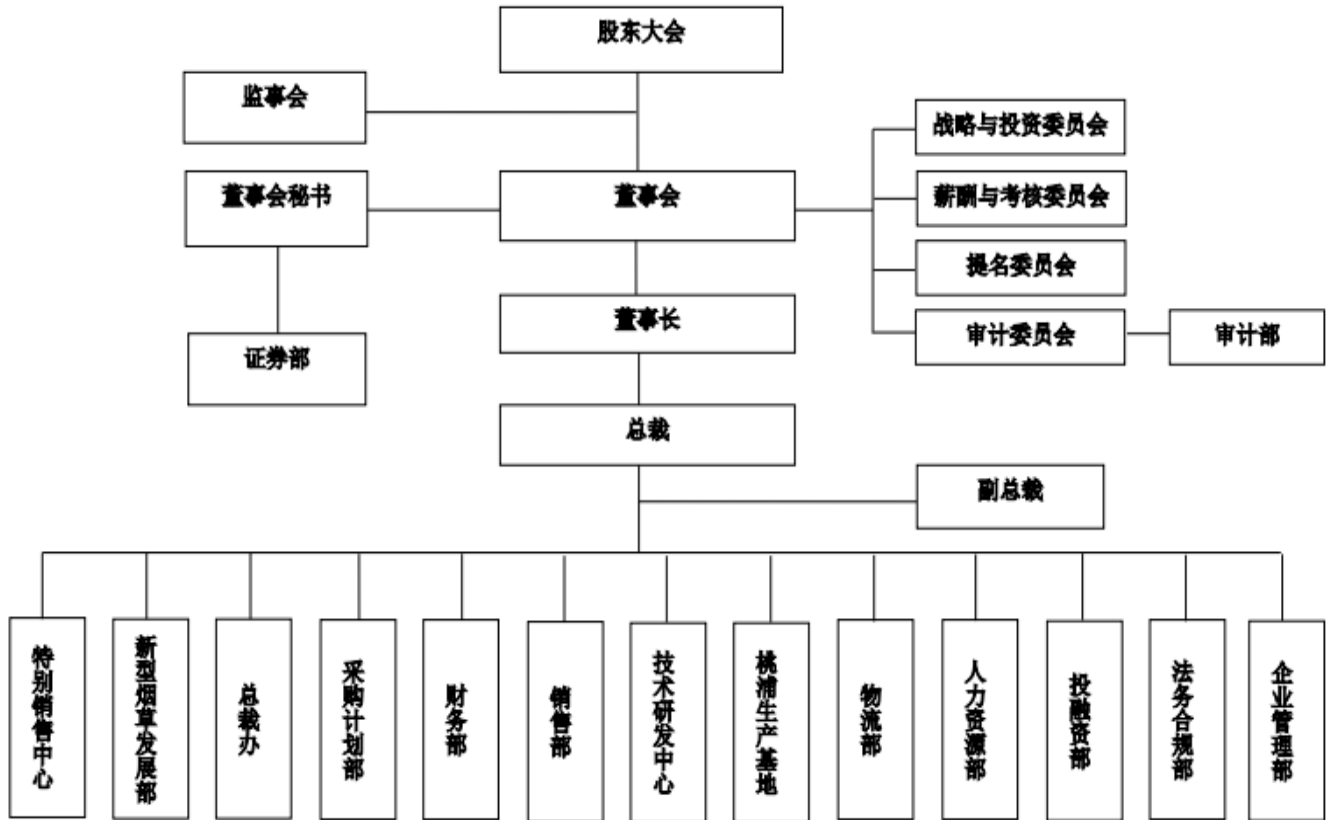 股东大会
监事会
战略与投资委员会
董事会秘书
董事会
薪酬与考核委员会
提名委员会
董事长
审计委员会
审计部
证券部
总裁
副总裁
特别销售中心
新型烟草发展部
总裁办
采购计划部
财务部
销售部
技术研发中心
桃浦生产基地
物流部
人力资源部
投融资部
法务合规部
企业管理部